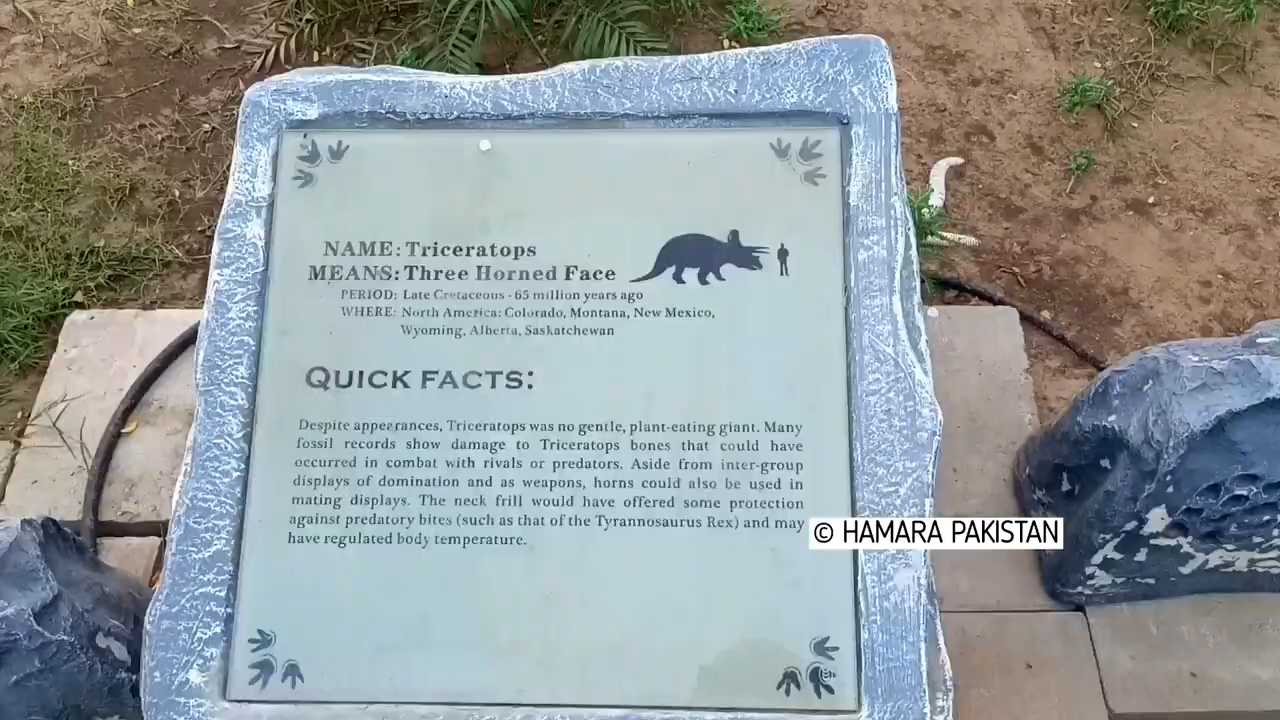 NAME: Triceratops
MEANS: Three Horned Face
PERIOD: Late Cretaceous - 65 million years ago
WHERE: North America: Colorado, Montana, New Mexico,
Wyoming, Alberta, Saskatchewan
QUICK FACTS:
Despite appearances, Triceratops was no gentle, plant-eating giant. Many
fossil records show damage to Triceratops bones that could have
occurred in combat with rivals or predators. Aside from inter-group
displays of domination and as weapons, horns could also be used in
mating displays. The neck frill would have offered some protection
against predatory bites (such as that of the Tyrannosaurus Rex) and may
have regulated body temperature.
© HAMARA PAKISTAN